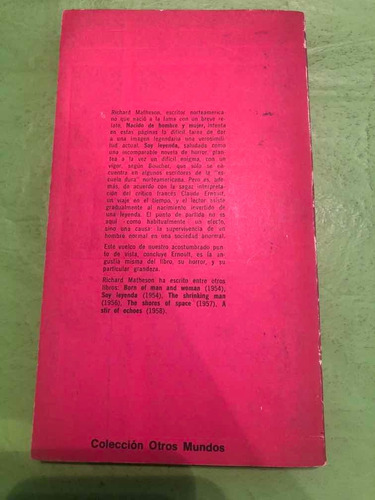 Richard Matheson, escritor norteamerica-
no que nació a la fama con un breve re-
lato, Nacido de hombre y mujer, intenta
en estas páginas la difícil tarea de dar
a una imagen legendaria una verosimili-
tud actual. Soy leyenda, saludada como
una incomparable novela de horror, plan-
tea a la vez un difícil enigma, con un
vigor, según Boucher, que sólo se en-
cuentra en algunos escritores de la "es-
cuela dura" norteamericana. Pero es, ade-
más, de acuerdo con la sagaz interpreta-
ción del crítico francés Claude Ernoult,
un viaje en el tiempo, y el lector asiste
gradualmente al nacimiento invertido de
una leyenda. El punto de partida no es
aquí como habitualmente un efecto,
sino una causa: la supervivencia de un
hombre normal en una sociedad anormal.
Este vuelco de nuestro acostumbrado pun-
to de vista, concluye Ernoult, es la an-
gustia misma del libro, su horror, y su
particular grandeza.
Richard Matheson ha escrito entre otros
libros: Born of man and woman (1954),
Soy leyenda (1954), The shrinking man
(1956), The shores of space (1957), A
stir of echoes (1958).
Colección Otros Mundos